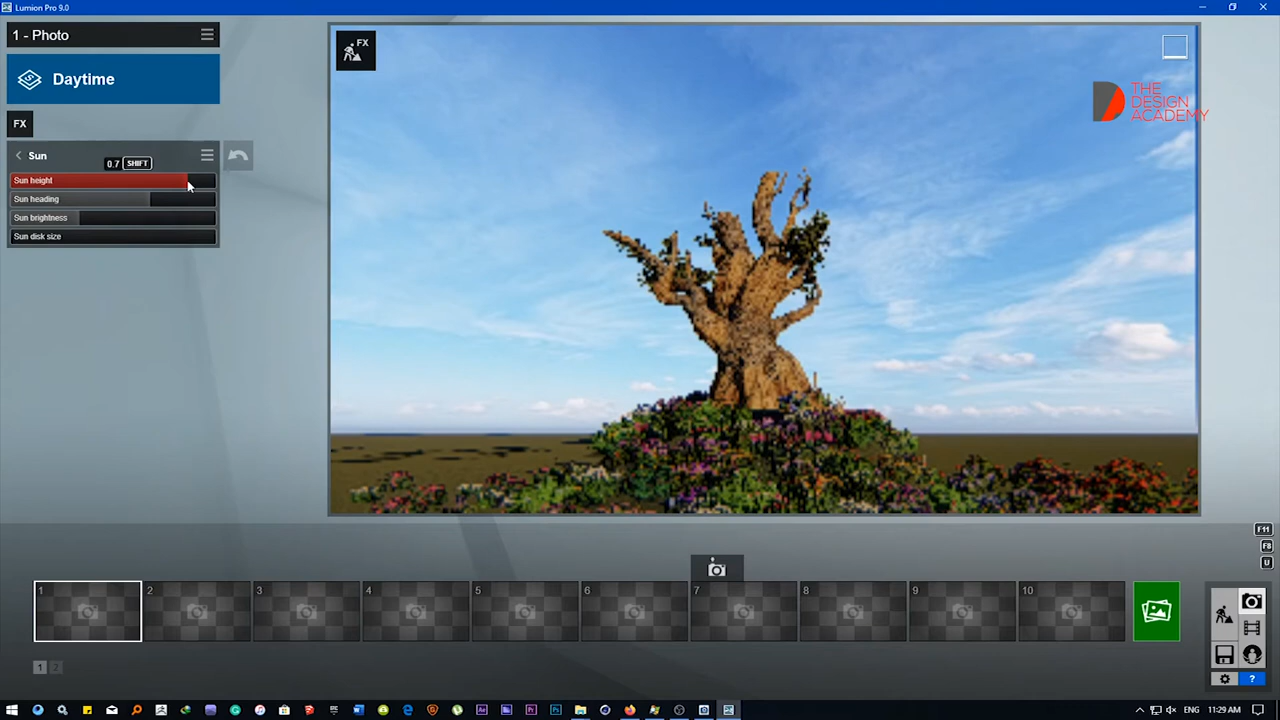 Lumion Pro 9.0
1 - Photo
Daytime
FX
Sun
0.7 SHIFT
Sun height
Sun heading
Sun brightness
Sun disk size
FX
THE
DESIGN
ACADEMY
F11
F8
U
1
2
3
4
5
6
7
8
9
10
1 2
?
11:29 AM